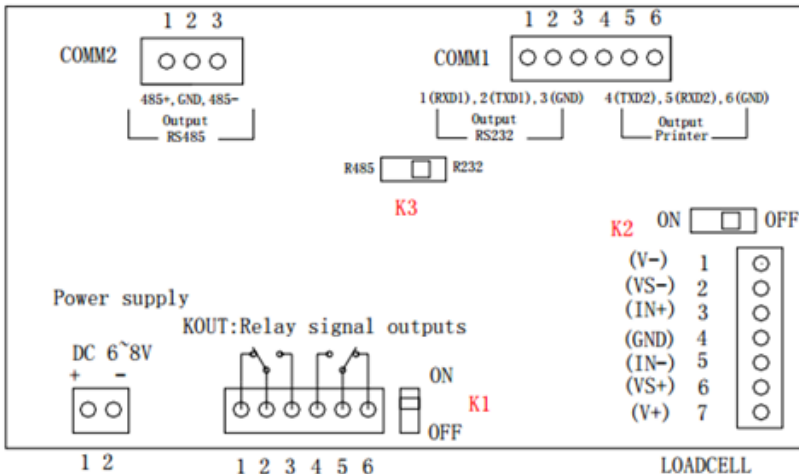 1 2 3
1 2 3 4 5 6
COMM2
COMM1
485+, GND, 485-
Output
RS485
1(RXD1), 2(TXD1), 3(GND)
Output
RS232
4(TXD2), 5(RXD2), 6(GND)
Output
Printer
R485
R232
K3
K2
ON
OFF
(V-) 1
(VS-) 2
(IN+) 3
(GND) 4
(IN-) 5
(VS+) 6
(V+) 7
Power supply
DC 6~8V
+ -
KOUT:Relay signal outputs
ON
K1
OFF
1 2
1 2 3 4 5 6
LOADCELL